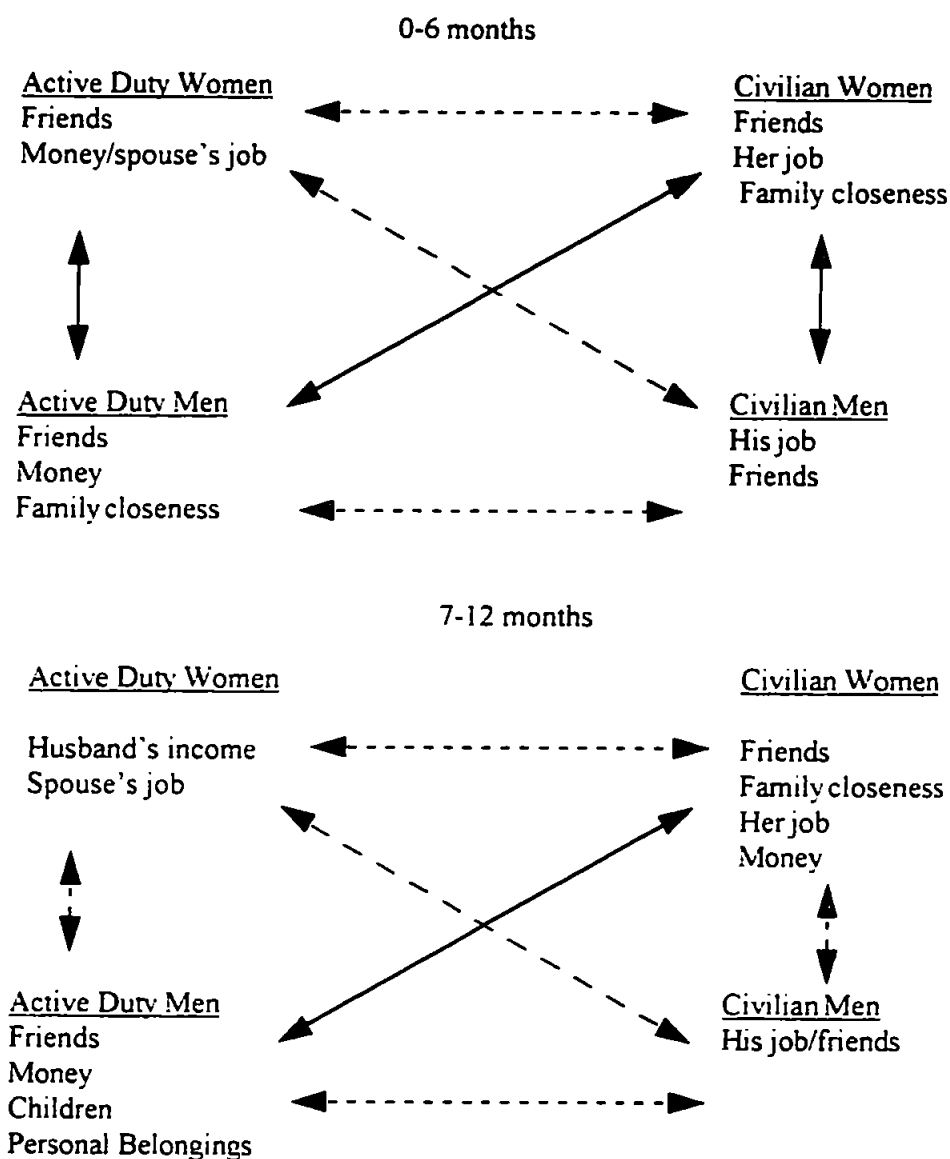 0-6 months
Active Duty Women
Friends
Money/spouse's job
Civilian Women
Friends
Her job
Family closeness
Active Duty Men
Friends
Money
Family closeness
Civilian Men
His job
Friends
7-12 months
Active Duty Women
Husband's income
Spouse's job
Civilian Women
Friends
Family closeness
Her job
Money
Active Duty Men
Friends
Money
Children
Personal Belongings
Civilian Men
His job/friends